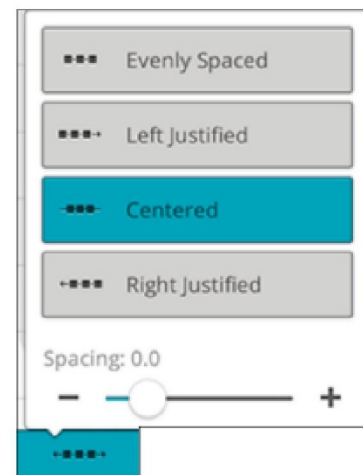 Evenly Spaced
Left Justified
Centered
Right Justified
Spacing: 0.0